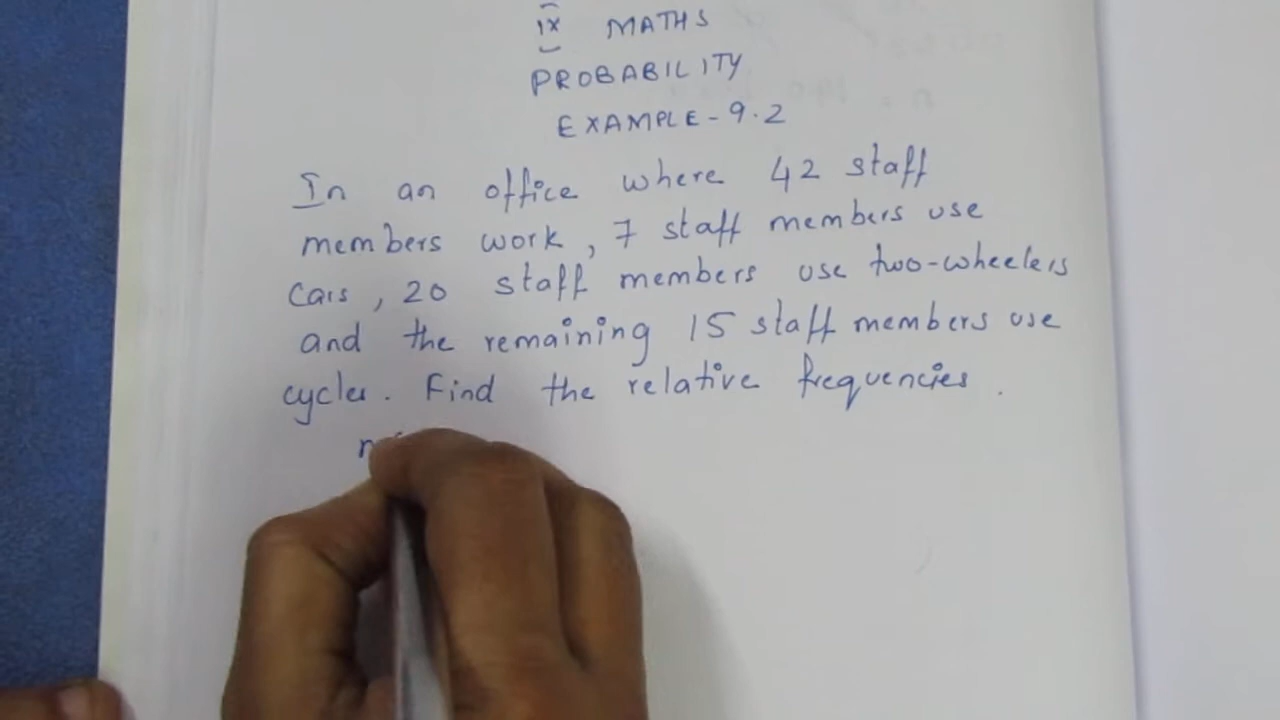 IX MATHS
PROBABILITY
EXAMPLE - 9.2
In an office where 42 staff
members work, 7 staff members use
cars, 20 staff members use two-wheelers
and the remaining 15 staff members use
cycles. Find the relative frequencies.